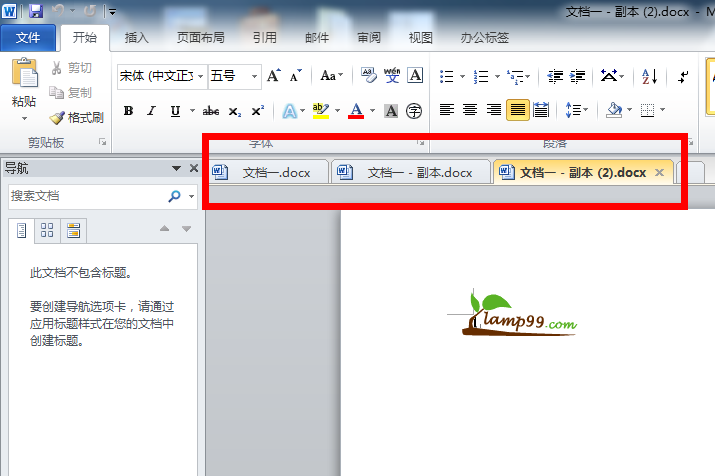 文档一 - 副本 (2).docx - M
文件 开始 插入 页面布局 引用 邮件 审阅 视图 办公标签
粘贴 剪切 宋体 (中文正文 五号 A A Aa wén A
复制
格式刷 B I U abc x₂ x² A ab A A 字
剪贴板 字体 段落
导航 文档一.docx 文档一 - 副本.docx 文档一 - 副本 (2).docx
搜索文档
此文档不包含标题。
要创建导航选项卡，请通过
应用标题样式在您的文档中
创建标题。
lamp99.com